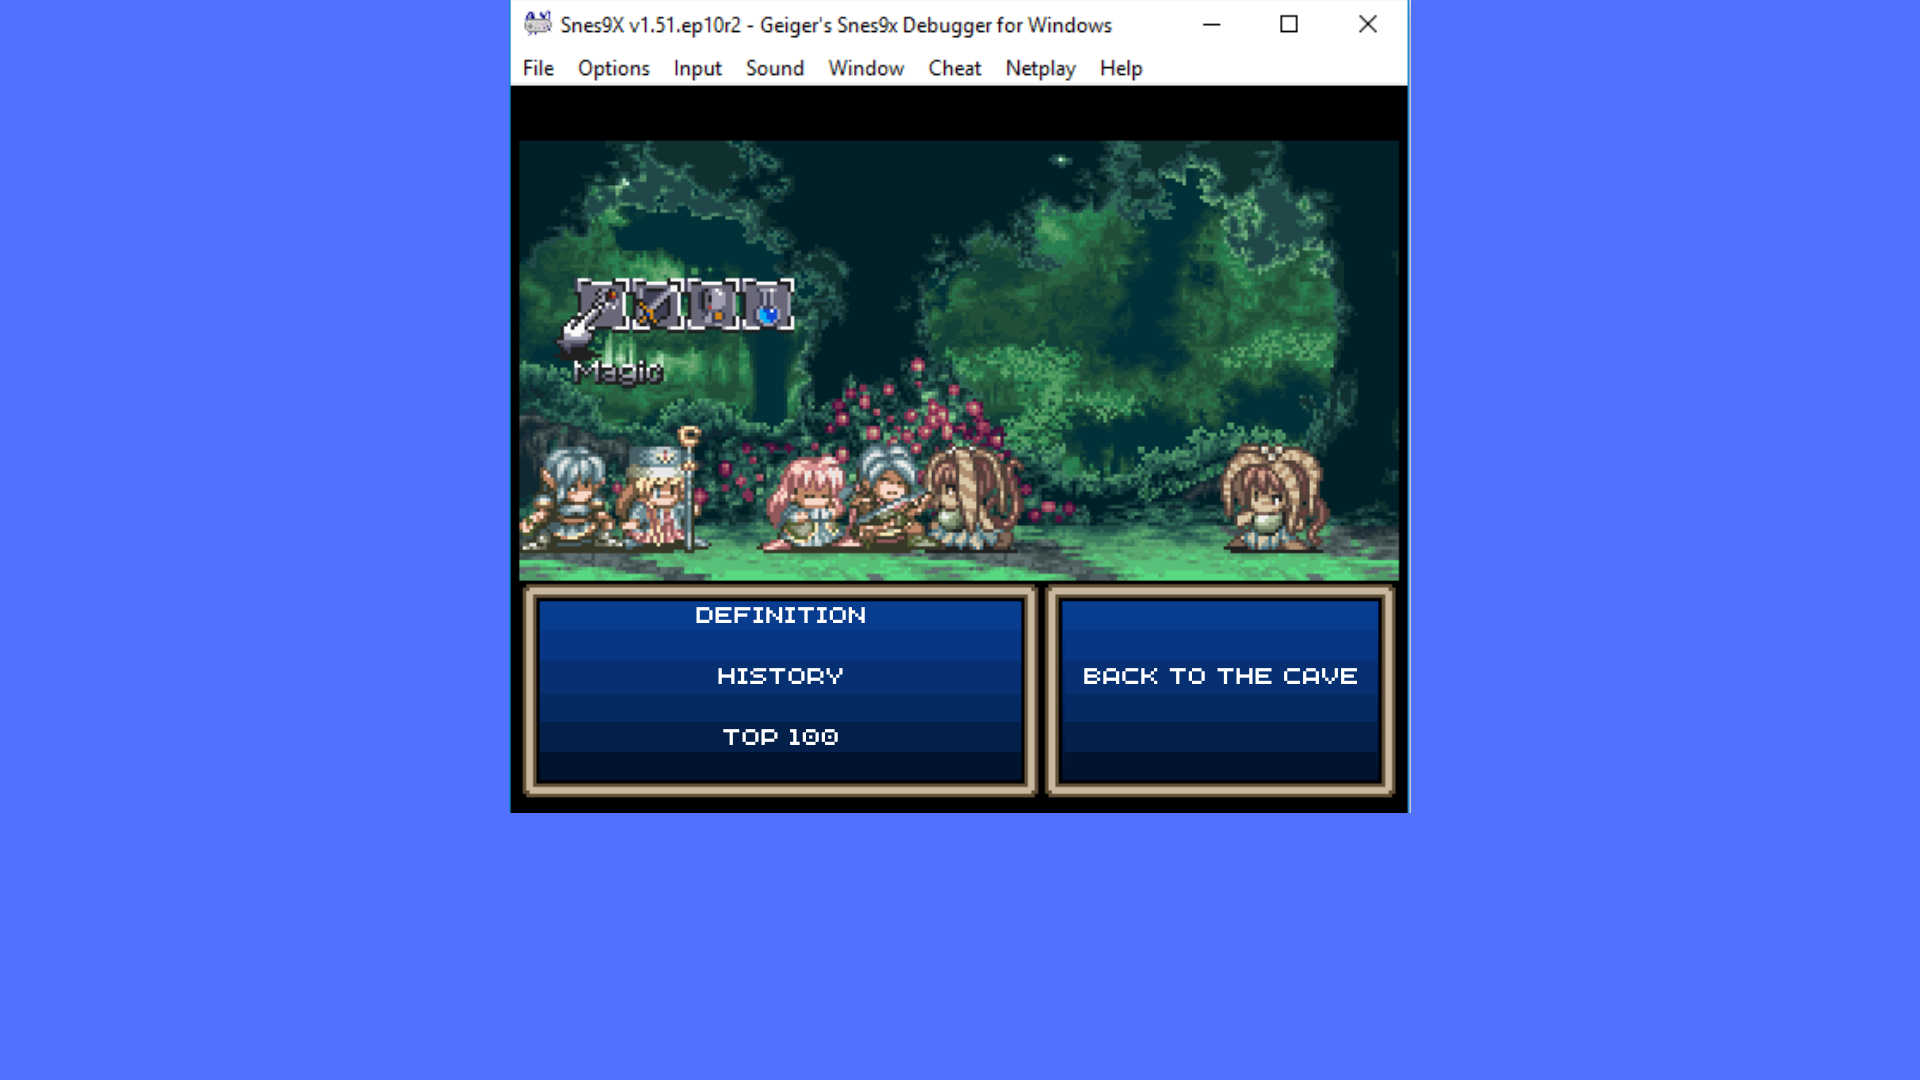 Snes9X v1.51.ep10r2 - Geiger's Snes9x Debugger for Windows
File Options Input Sound Window Cheat Netplay Help
Magic
DEFINITION
HISTORY
BACK TO THE CAVE
TOP 100